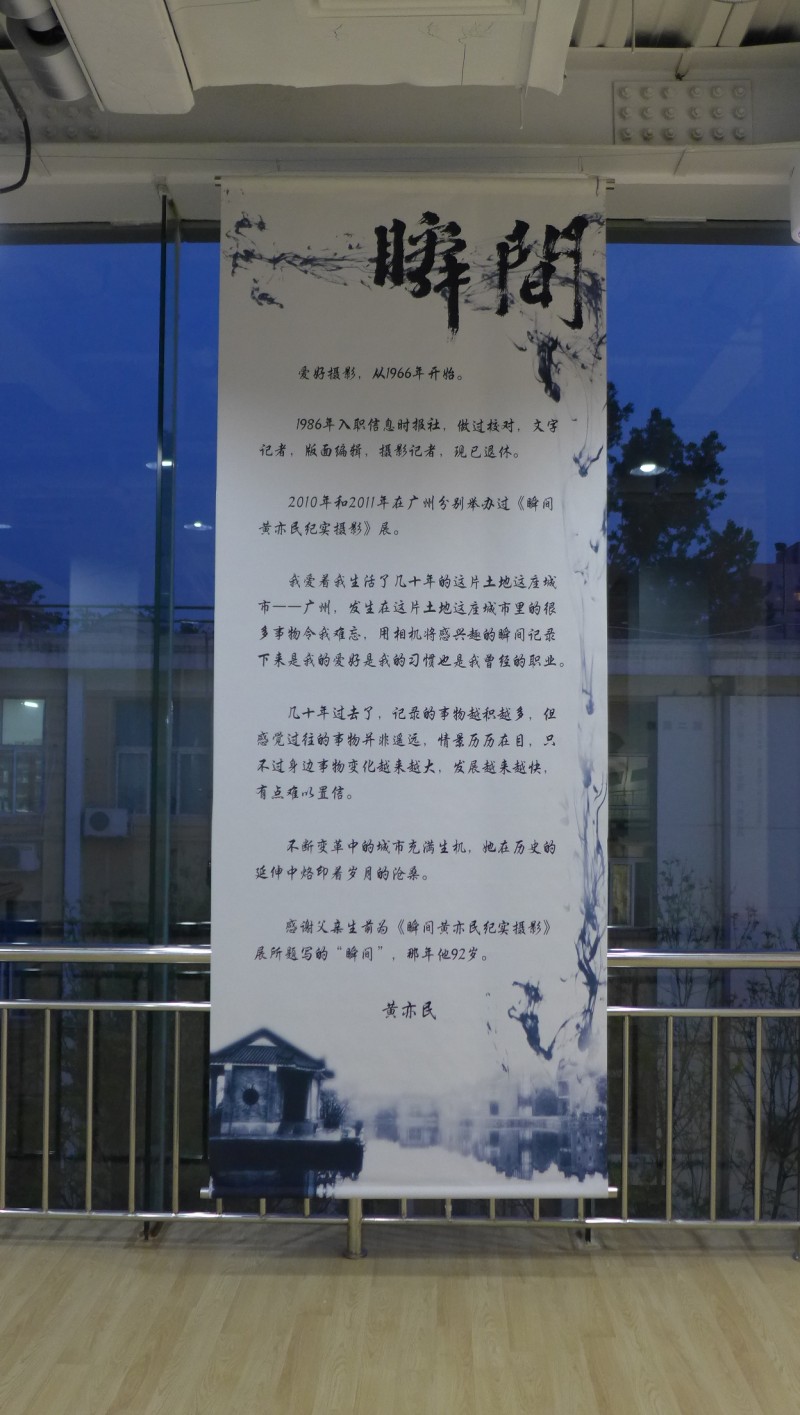 瞬間
爱好摄影，从1966年开始。
1986年入职信息时报社，做过校对，文字
记者，版面编辑，摄影记者，现已退休。
2010年和2011年在广州分别举办过《瞬间
黄亦民纪实摄影》展。
我爱着我生活了几十年的这片土地这座城
市——广州，发生在这片土地这座城市里的很
多事物令我难忘，用相机将感兴趣的瞬间记录
下来是我的爱好是我的习惯也是我曾经的职业。
几十年过去了，记录的事物越积越多，但
感觉过往的事物并非遥远，情景历历在目，只
不过身边事物变化越来越大，发展越来越快，
有点难以置信。
不断变革中的城市充满生机，她在历史的
延伸中烙印着岁月的沧桑。
感谢父亲生前为《瞬间黄亦民纪实摄影》
展所题写的“瞬间”，那年他92岁。
黄亦民